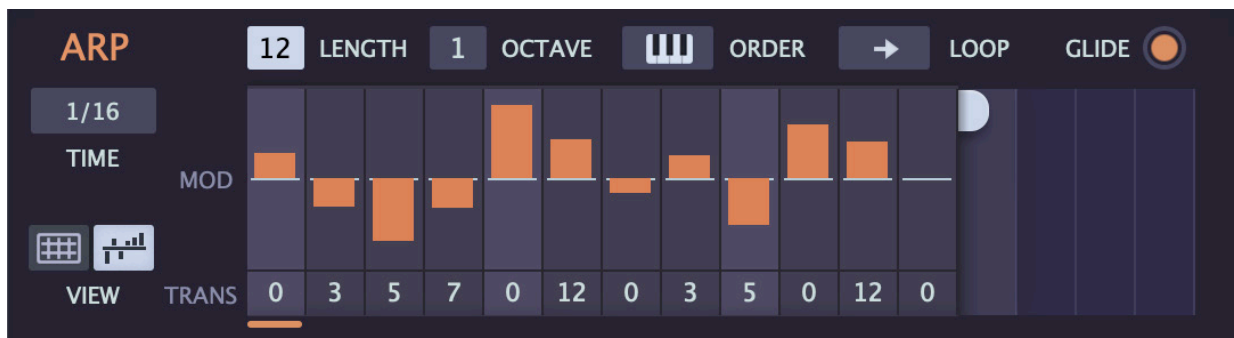 ARP
12 LENGTH 1 OCTAVE ORDER LOOP GLIDE
1/16
TIME
MOD
VIEW
TRANS 0 3 5 7 0 12 0 3 5 0 12 0